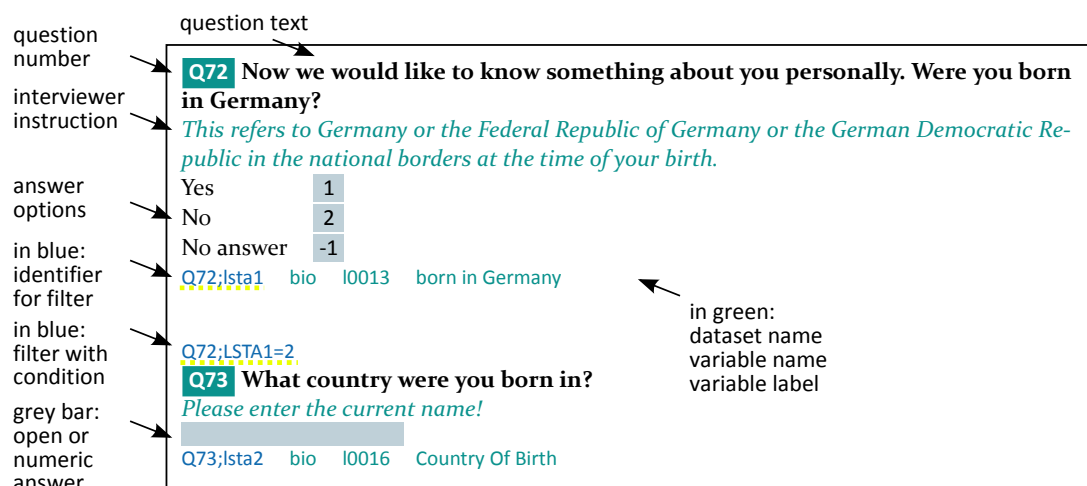 question text
question
number
Q72 Now we would like to know something about you personally. Were you born
in Germany?
interviewer
instruction
This refers to Germany or the Federal Republic of Germany or the German Democratic Re-
public in the national borders at the time of your birth.
answer
options
Yes 1
No 2
No answer -1
in blue:
identifier
for filter
Q72;lsta1 bio l0013 born in Germany
in green:
dataset name
variable name
variable label
in blue:
filter with
condition
Q72;LSTA1=2
Q73 What country were you born in?
Please enter the current name!
grey bar:
open or
numeric
answer
Q73;lsta2 bio l0016 Country Of Birth